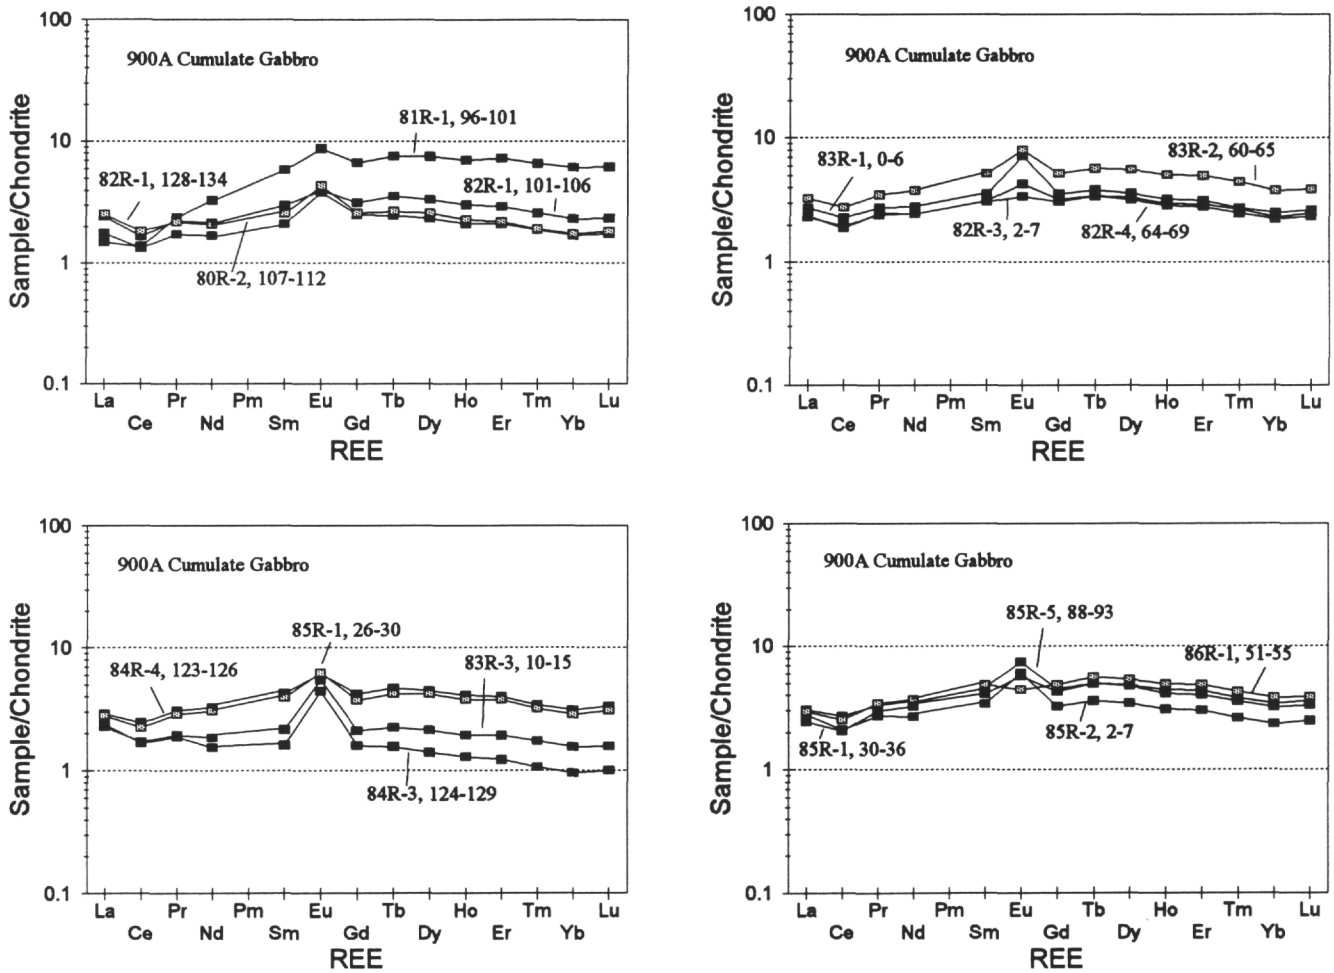 100
900A Cumulate Gabbro
81R-1, 96-101
10
82R-1, 128-134
82R-1, 101-106
80R-2, 107-112
1
0.1
Sample/Chondrite
La Ce Pr Nd Pm Sm Eu Gd Tb Dy Ho Er Tm Yb Lu
REE
100
900A Cumulate Gabbro
10
83R-1, 0-6
83R-2, 60-65
82R-3, 2-7
82R-4, 64-69
1
0.1
Sample/Chondrite
La Ce Pr Nd Pm Sm Eu Gd Tb Dy Ho Er Tm Yb Lu
REE
100
900A Cumulate Gabbro
85R-1, 26-30
10
84R-4, 123-126
83R-3, 10-15
1
84R-3, 124-129
0.1
Sample/Chondrite
La Ce Pr Nd Pm Sm Eu Gd Tb Dy Ho Er Tm Yb Lu
REE
100
900A Cumulate Gabbro
85R-5, 88-93
10
86R-1, 51-55
85R-1, 30-36
85R-2, 2-7
1
0.1
Sample/Chondrite
La Ce Pr Nd Pm Sm Eu Gd Tb Dy Ho Er Tm Yb Lu
REE